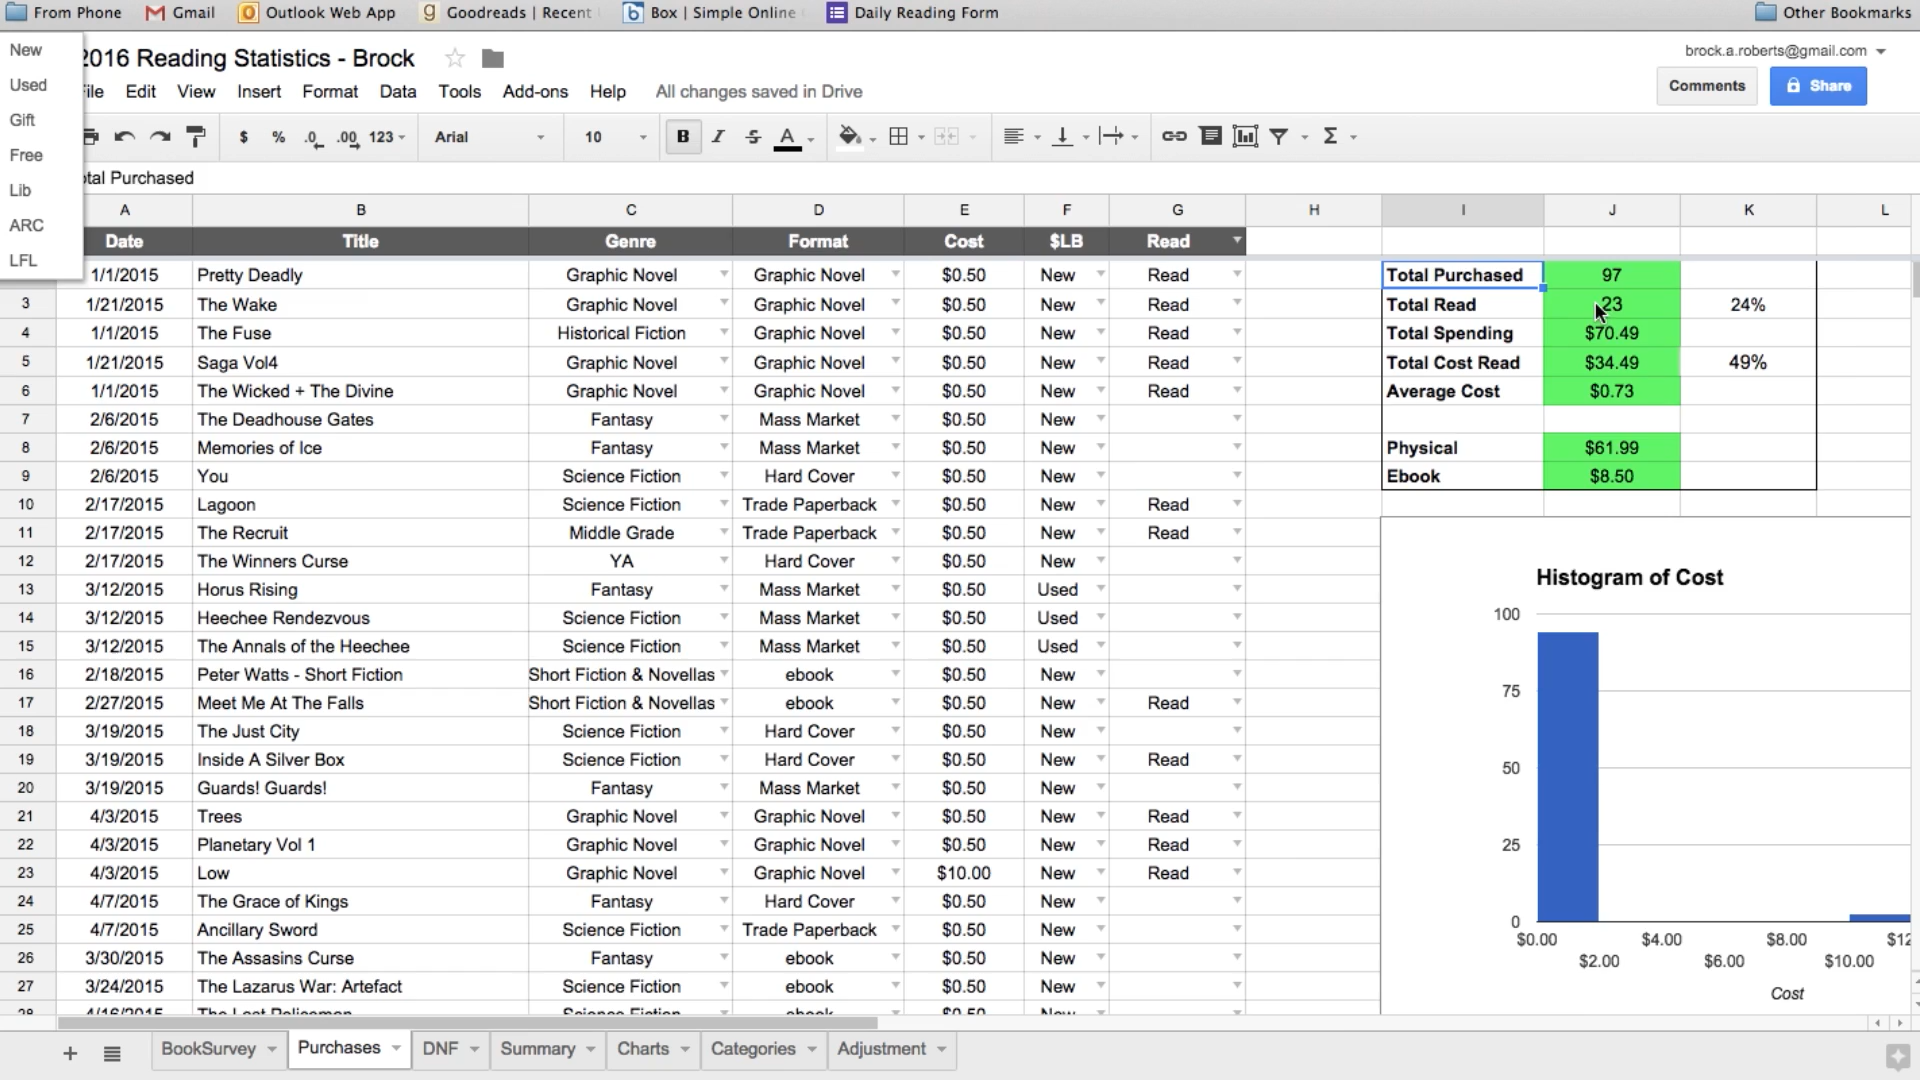 From Phone Gmail Outlook Web App Goodreads | Recent Box | Simple Online Daily Reading Form Other Bookmarks
2016 Reading Statistics - Brock
brock.a.roberts@gmail.com
Edit View Insert Format Data Tools Add-ons Help All changes saved in Drive
Comments Share
New
Used
Gift
Free
Lib
ARC
LFL
$ % .0 .00 123 Arial 10 B I S A Σ
Total Purchased
A B C D E F G H I J K L
Date Title Genre Format Cost $LB Read
1/1/2015 Pretty Deadly Graphic Novel Graphic Novel $0.50 New Read Total Purchased 97
3 1/21/2015 The Wake Graphic Novel Graphic Novel $0.50 New Read Total Read 23 24%
4 1/1/2015 The Fuse Historical Fiction Graphic Novel $0.50 New Read Total Spending $70.49
5 1/21/2015 Saga Vol4 Graphic Novel Graphic Novel $0.50 New Read Total Cost Read $34.49 49%
6 1/1/2015 The Wicked + The Divine Graphic Novel Graphic Novel $0.50 New Read Average Cost $0.73
7 2/6/2015 The Deadhouse Gates Fantasy Mass Market $0.50 New
8 2/6/2015 Memories of Ice Fantasy Mass Market $0.50 New Physical $61.99
9 2/6/2015 You Science Fiction Hard Cover $0.50 New Ebook $8.50
10 2/17/2015 Lagoon Science Fiction Trade Paperback $0.50 New Read
11 2/17/2015 The Recruit Middle Grade Trade Paperback $0.50 New Read
12 2/17/2015 The Winners Curse YA Hard Cover $0.50 New
13 3/12/2015 Horus Rising Fantasy Mass Market $0.50 Used
14 3/12/2015 Heechee Rendezvous Science Fiction Mass Market $0.50 Used
15 3/12/2015 The Annals of the Heechee Science Fiction Mass Market $0.50 Used
16 2/18/2015 Peter Watts - Short Fiction Short Fiction & Novellas ebook $0.50 New
17 2/27/2015 Meet Me At The Falls Short Fiction & Novellas ebook $0.50 New Read
18 3/19/2015 The Just City Science Fiction Hard Cover $0.50 New
19 3/19/2015 Inside A Silver Box Science Fiction Hard Cover $0.50 New Read
20 3/19/2015 Guards! Guards! Fantasy Mass Market $0.50 New
21 4/3/2015 Trees Graphic Novel Graphic Novel $0.50 New Read
22 4/3/2015 Planetary Vol 1 Graphic Novel Graphic Novel $0.50 New Read
23 4/3/2015 Low Graphic Novel Graphic Novel $10.00 New Read
24 4/7/2015 The Grace of Kings Fantasy Hard Cover $0.50 New
25 4/7/2015 Ancillary Sword Science Fiction Trade Paperback $0.50 New
26 3/30/2015 The Assasins Curse Fantasy ebook $0.50 New
27 3/24/2015 The Lazarus War: Artefact Science Fiction ebook $0.50 New
28 4/16/2015 The Last Policeman Science Fiction ebook $0.50 New
Histogram of Cost
100
75
50
25
0
$0.00 $4.00 $8.00 $12
$2.00 $6.00 $10.00
Cost
BookSurvey Purchases DNF Summary Charts Categories Adjustment